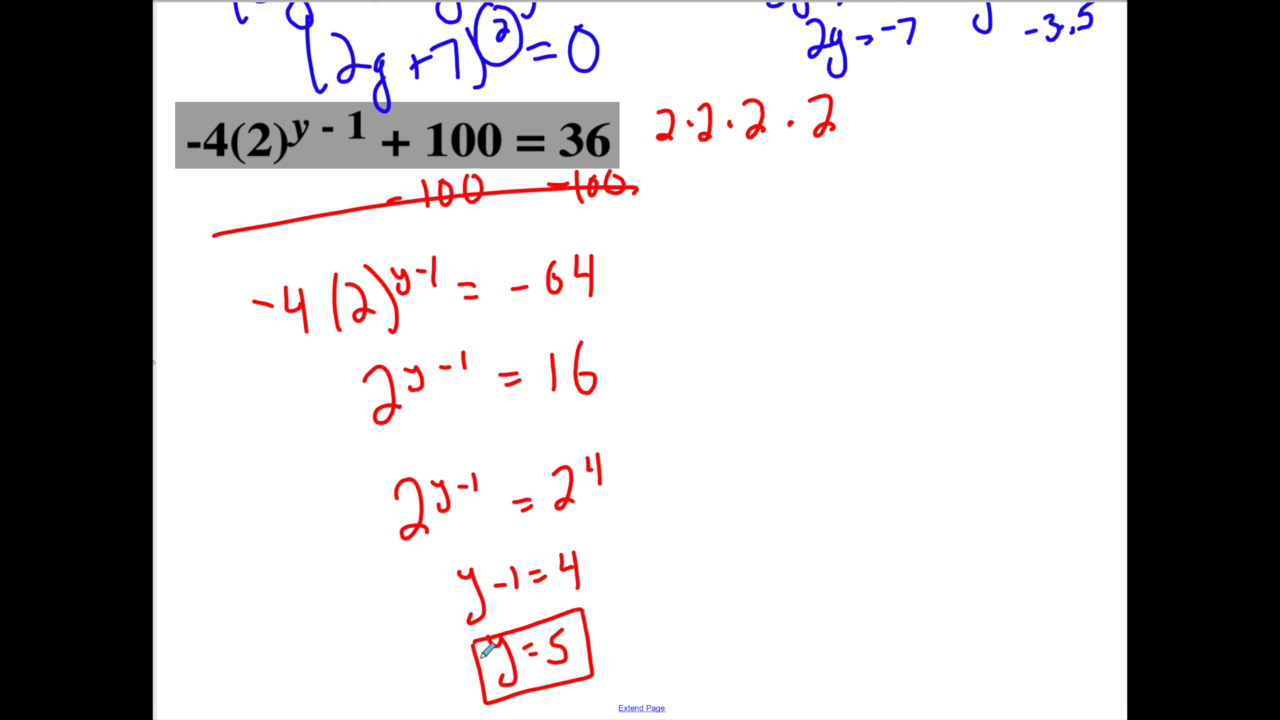 (2y+7)^2 = 0
2y = -7
-3.5
-4(2)^{y - 1} + 100 = 36
2·2·2·2
-100 -100
-4(2)^{y-1} = -64
2^{y-1} = 16
2^{y-1} = 2^4
y-1=4
y=5
Extend Page